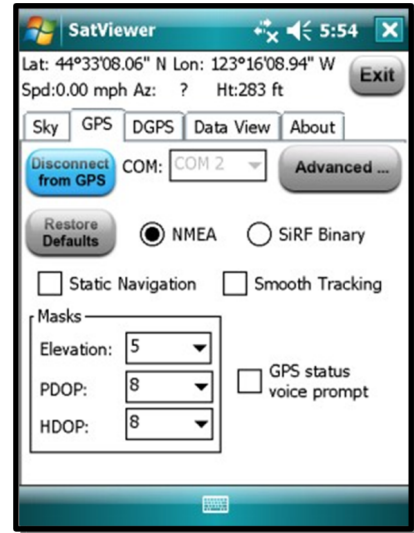 SatViewer 5:54
Lat: 44°33'08.06" N Lon: 123°16'08.94" W
Exit
Spd:0.00 mph Az: ? Ht:283 ft
Sky GPS DGPS Data View About
Disconnect from GPS COM: COM 2 Advanced ...
Restore Defaults NMEA SiRF Binary
Static Navigation Smooth Tracking
Masks
Elevation: 5
PDOP: 8
GPS status voice prompt
HDOP: 8